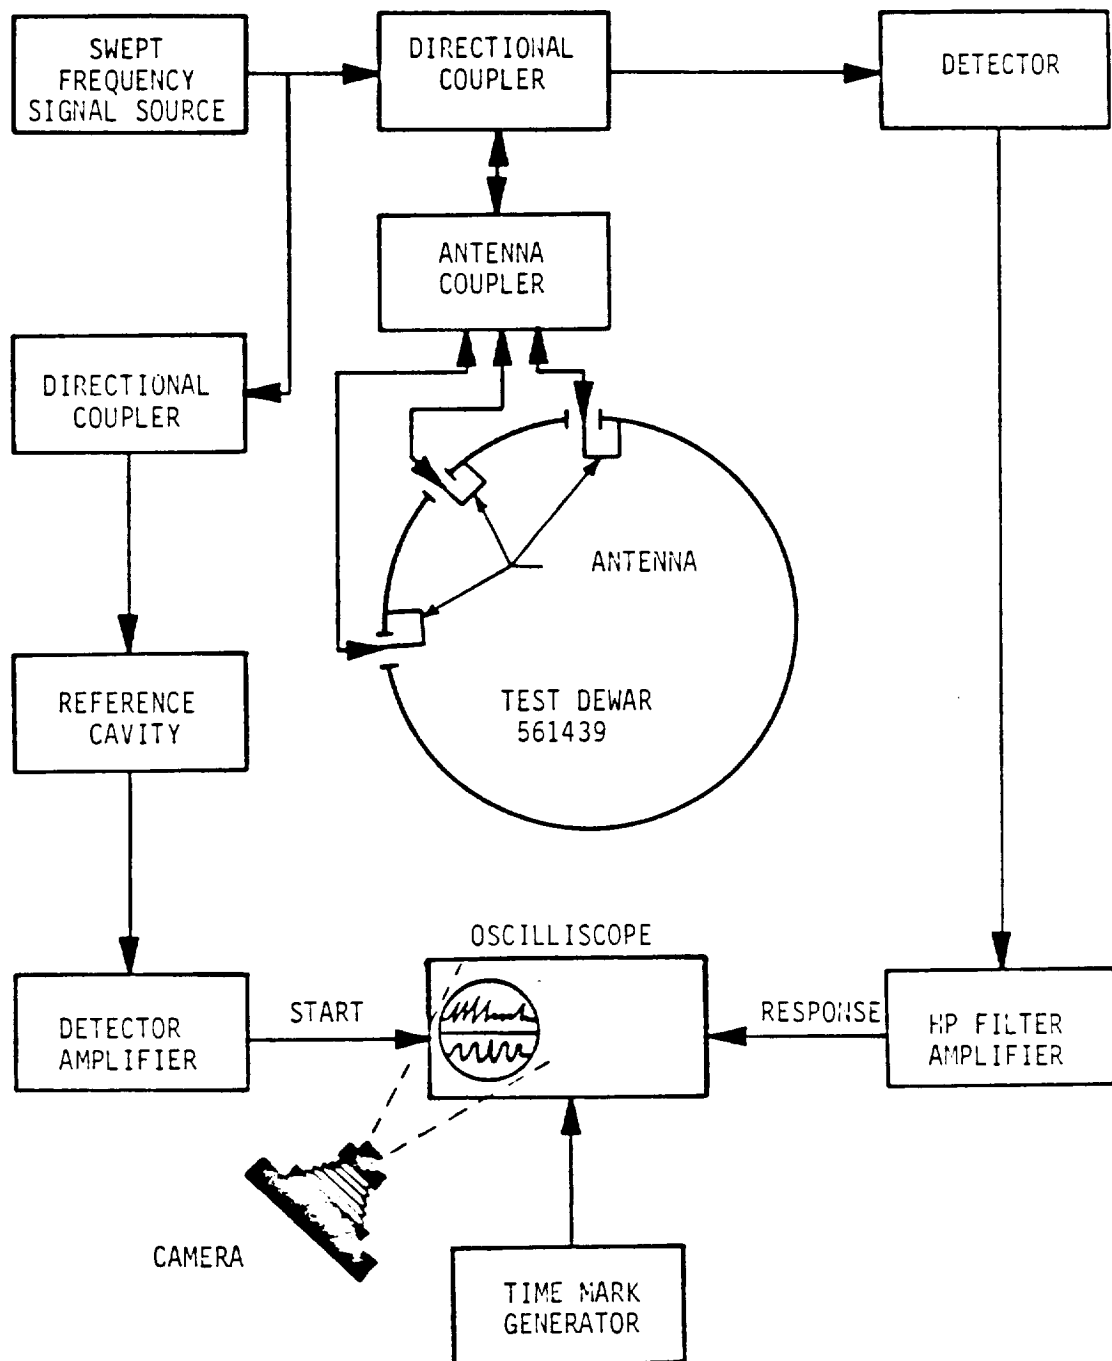 SWEPT
FREQUENCY
SIGNAL SOURCE
DIRECTIONAL
COUPLER
DETECTOR
ANTENNA
COUPLER
DIRECTIONAL
COUPLER
ANTENNA
REFERENCE
CAVITY
TEST DEWAR
561439
OSCILLISCOPE
DETECTOR
AMPLIFIER
START
RESPONSE
HP FILTER
AMPLIFIER
CAMERA
TIME MARK
GENERATOR